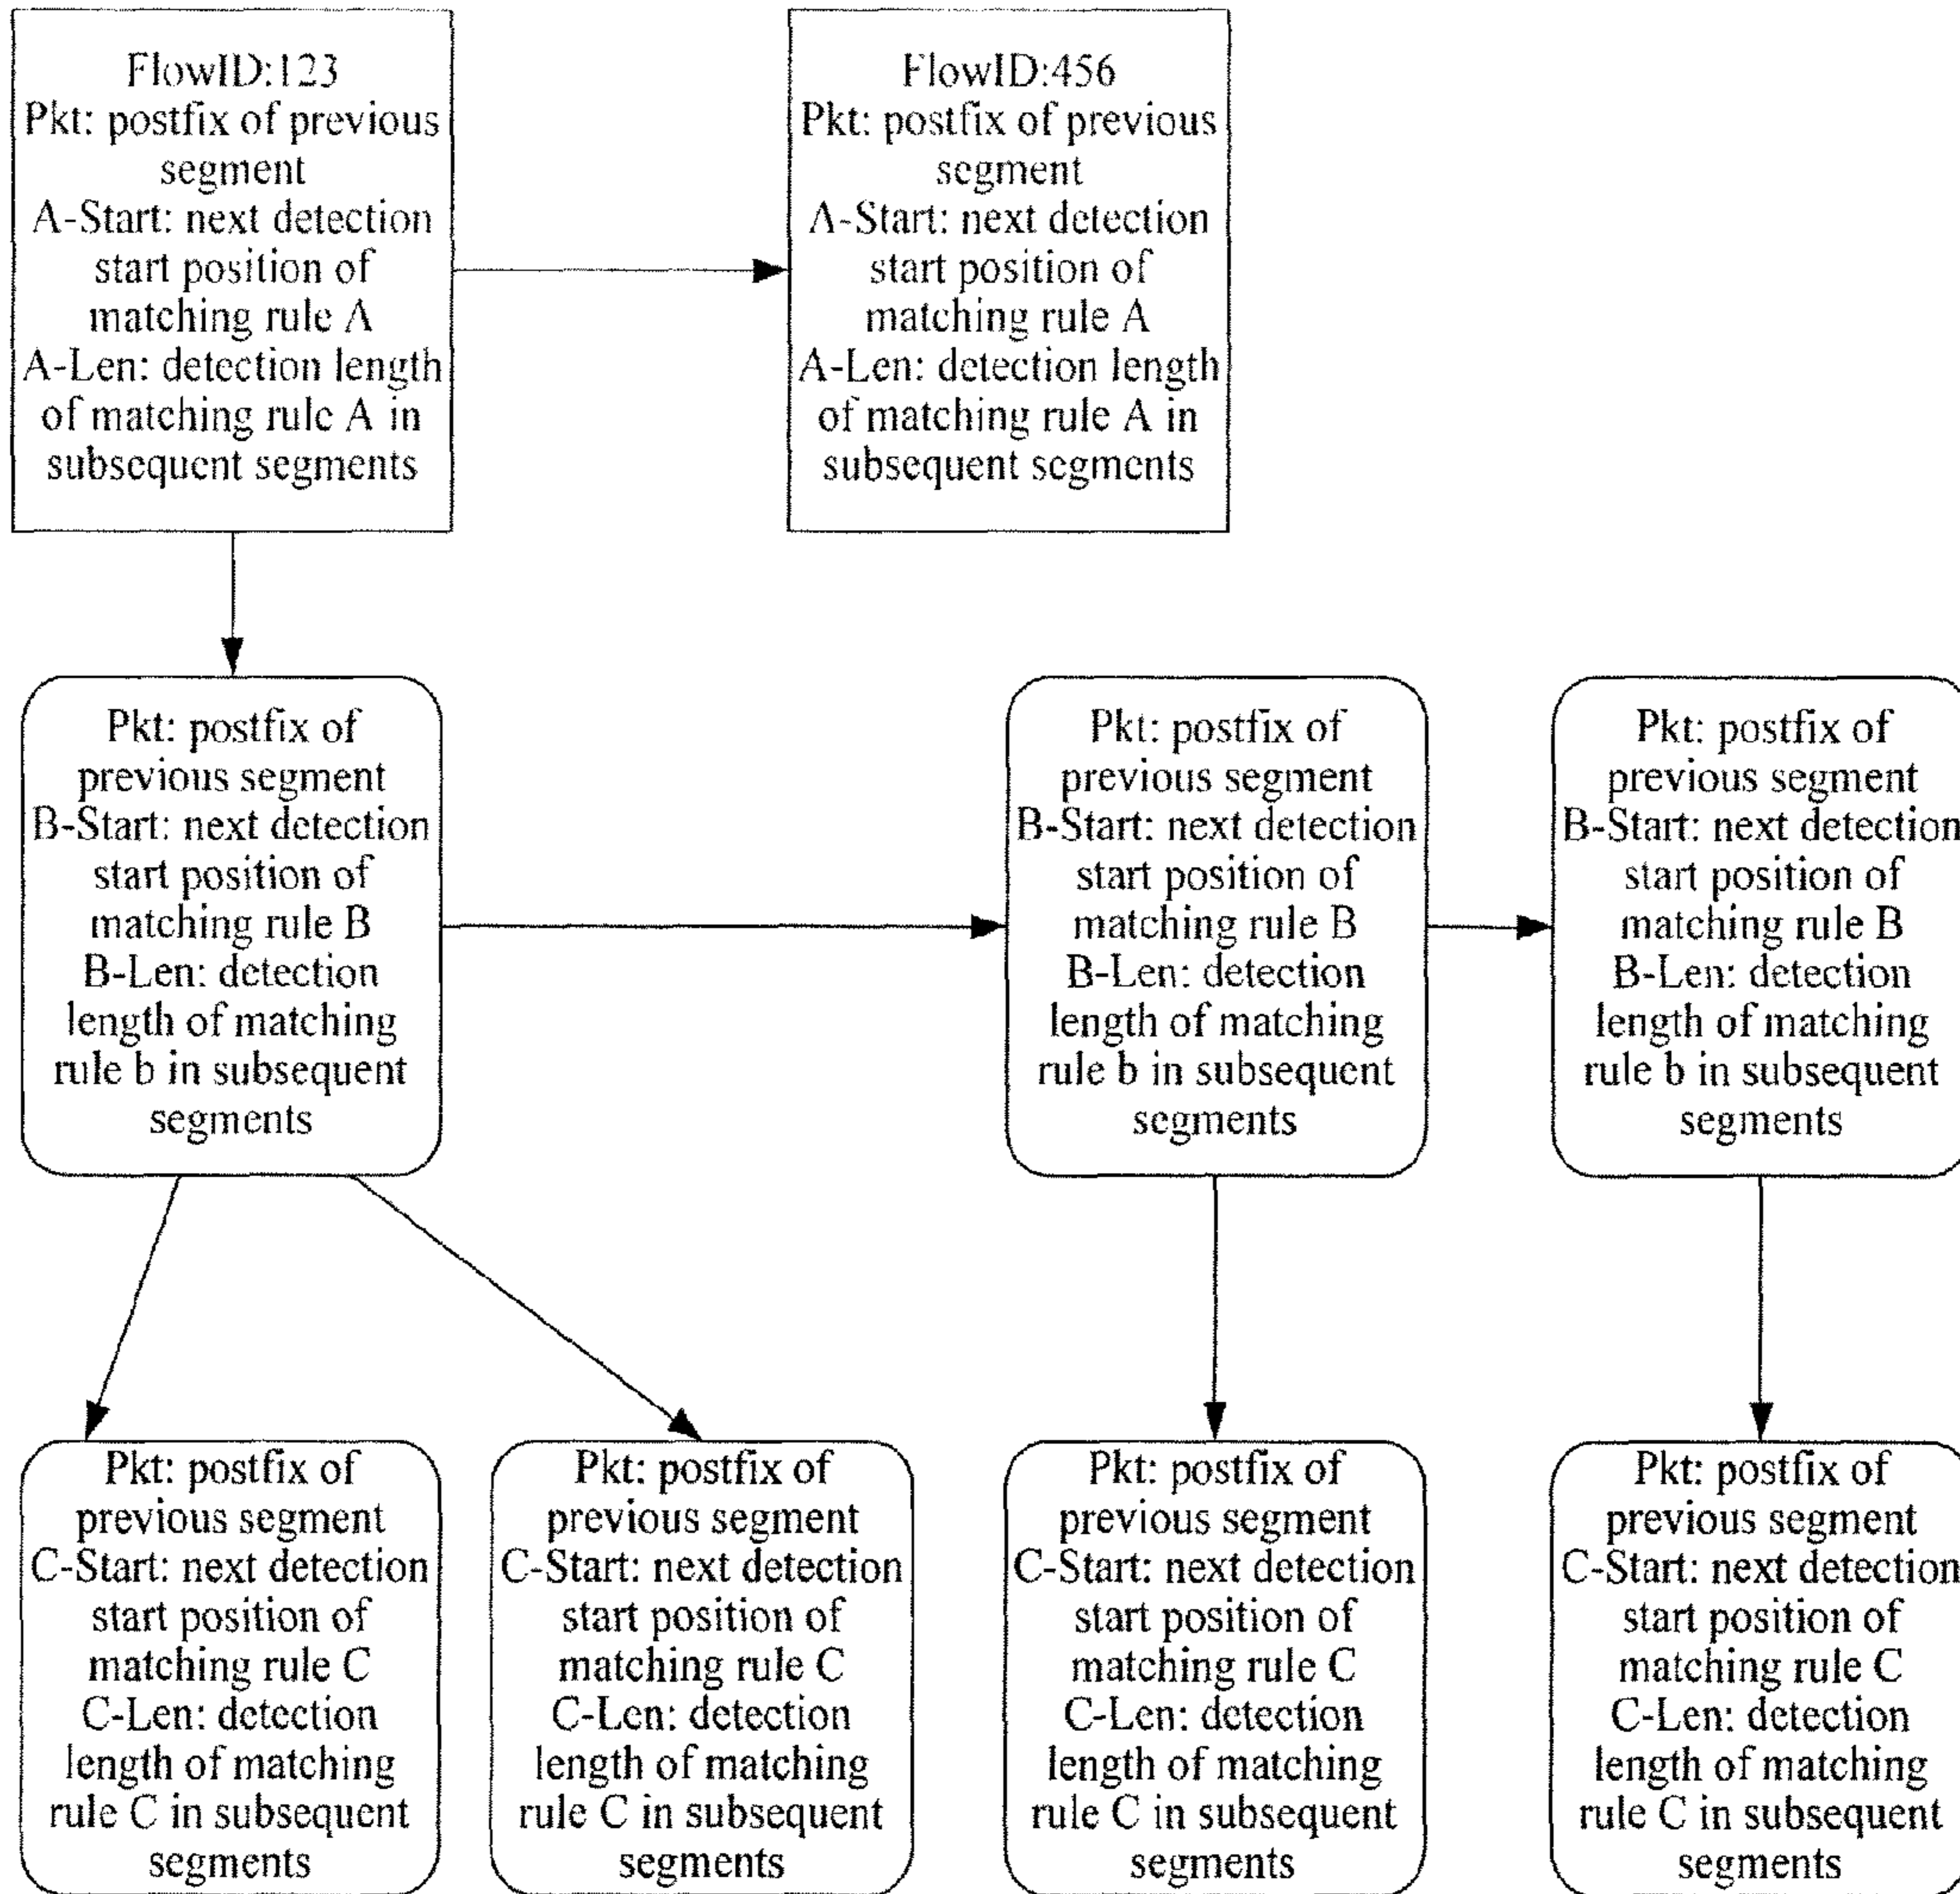 FlowID:123
Pkt: postfix of previous
segment
A-Start: next detection
start position of
matching rule A
A-Len: detection length
of matching rule A in
subsequent segments
FlowID:456
Pkt: postfix of previous
segment
A-Start: next detection
start position of
matching rule A
A-Len: detection length
of matching rule A in
subsequent segments
Pkt: postfix of
previous segment
B-Start: next detection
start position of
matching rule B
B-Len: detection
length of matching
rule b in subsequent
segments
Pkt: postfix of
previous segment
B-Start: next detection
start position of
matching rule B
B-Len: detection
length of matching
rule b in subsequent
segments
Pkt: postfix of
previous segment
B-Start: next detection
start position of
matching rule B
B-Len: detection
length of matching
rule b in subsequent
segments
Pkt: postfix of
previous segment
C-Start: next detection
start position of
matching rule C
C-Len: detection
length of matching
rule C in subsequent
segments
Pkt: postfix of
previous segment
C-Start: next detection
start position of
matching rule C
C-Len: detection
length of matching
rule C in subsequent
segments
Pkt: postfix of
previous segment
C-Start: next detection
start position of
matching rule C
C-Len: detection
length of matching
rule C in subsequent
segments
Pkt: postfix of
previous segment
C-Start: next detection
start position of
matching rule C
C-Len: detection
length of matching
rule C in subsequent
segments